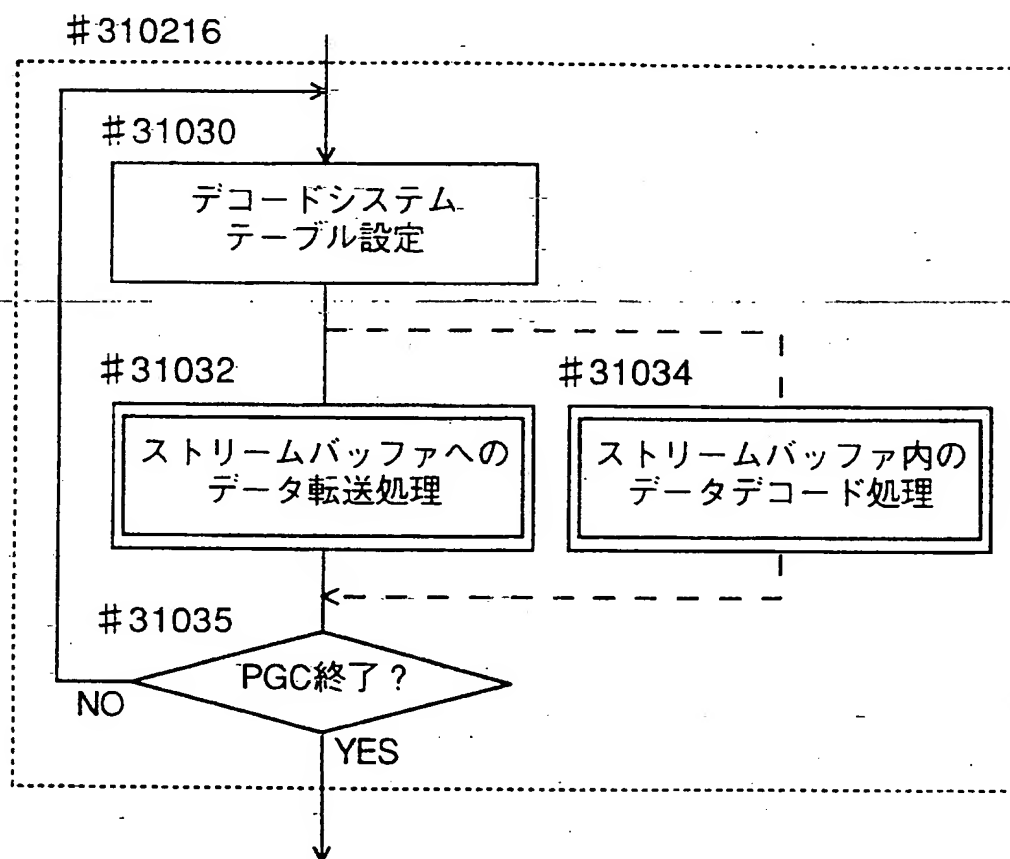 #310216
#31030
デコードシステム
テーブル設定
#31032
ストリームバッファへの
データ転送処理
#31034
ストリームバッファ内の
データデコード処理
#31035
PGC終了？
NO
YES